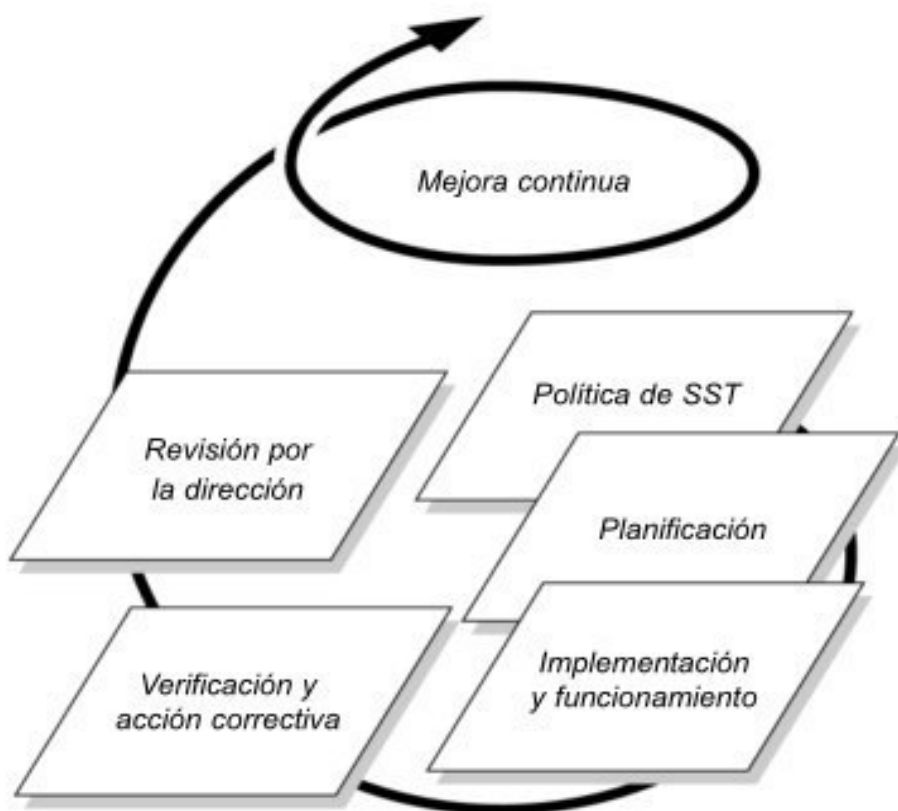 Mejora continua
Política de SST
Planificación
Implementación
y funcionamiento
Verificación y
acción correctiva
Revisión por
la dirección